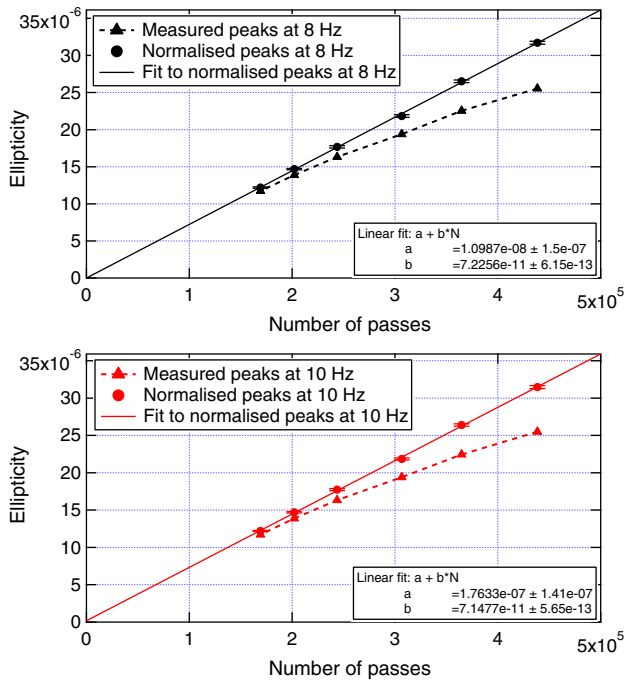 35x10⁻⁶
30
25
20
15
10
5
0
Ellipticity
Measured peaks at 8 Hz
Normalised peaks at 8 Hz
Fit to normalised peaks at 8 Hz
Linear fit: a + b*N
a =1.0987e-08 ± 1.5e-07
b =7.2256e-11 ± 6.15e-13
0 1 2 3 4 5x10⁵
Number of passes
35x10⁻⁶
30
25
20
15
10
5
0
Ellipticity
Measured peaks at 10 Hz
Normalised peaks at 10 Hz
Fit to normalised peaks at 10 Hz
Linear fit: a + b*N
a =1.7633e-07 ± 1.41e-07
b =7.1477e-11 ± 5.65e-13
0 1 2 3 4 5x10⁵
Number of passes